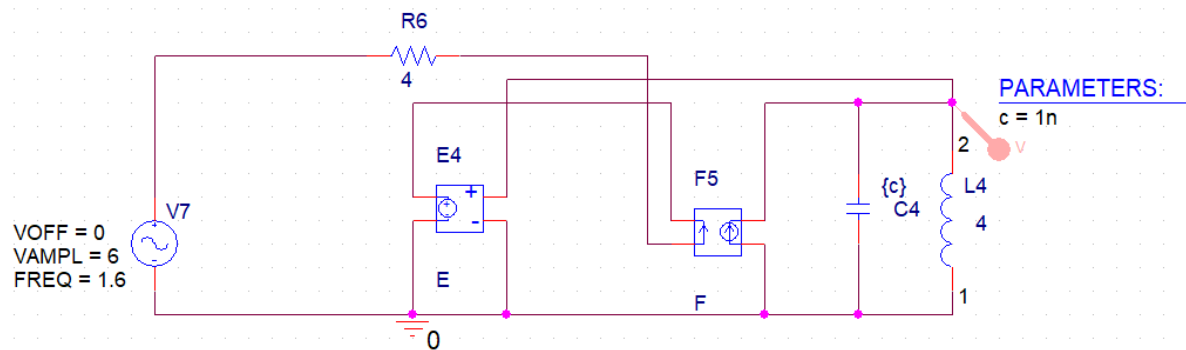 R6
4
PARAMETERS:
c = 1n
2
V
E4
+
-
F5
{c}
C4
L4
4
V7
VOFF = 0
VAMPL = 6
FREQ = 1.6
E
F
1
0